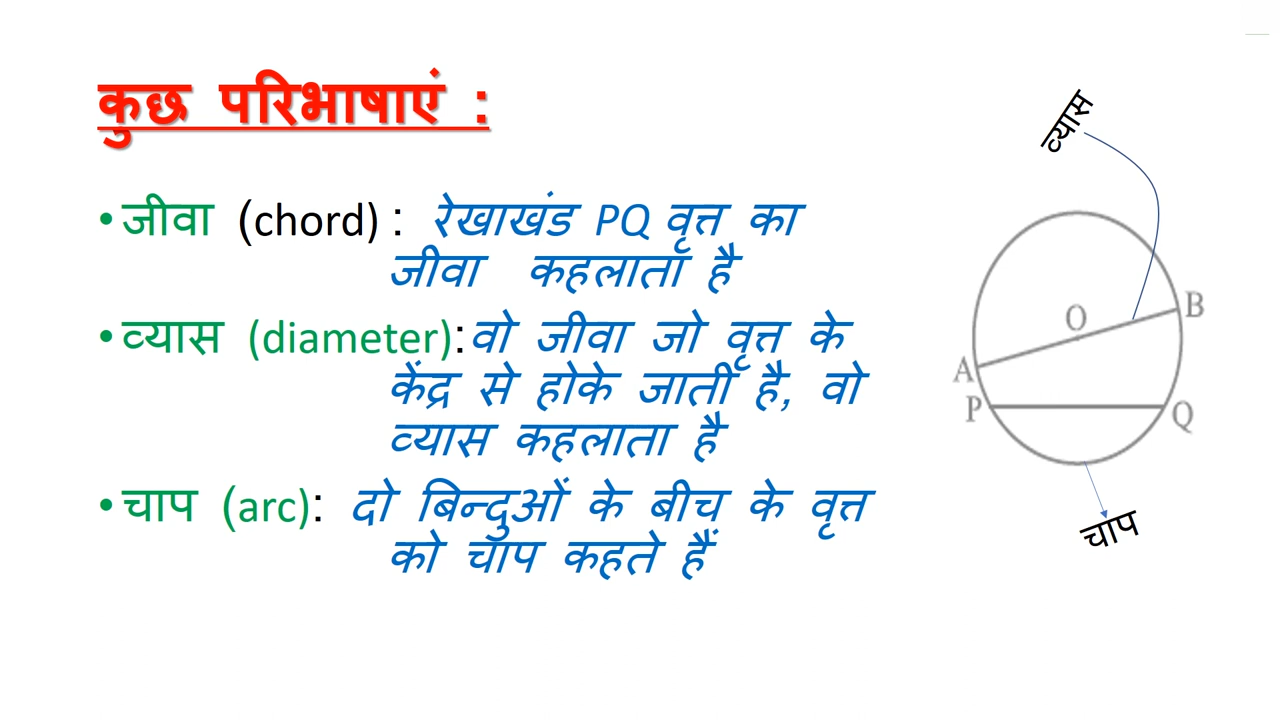 कुछ परिभाषाएं :
•जीवा (chord) : रेखाखंड PQ वृत्त का
जीवा कहलाता है
•व्यास (diameter):वो जीवा जो वृत्त के
केंद्र से होके जाती है, वो
व्यास कहलाता है
•चाप (arc): दो बिन्दुओं के बीच के वृत्त
को चाप कहते हैं
व्यास
O
B
A
P
Q
चाप